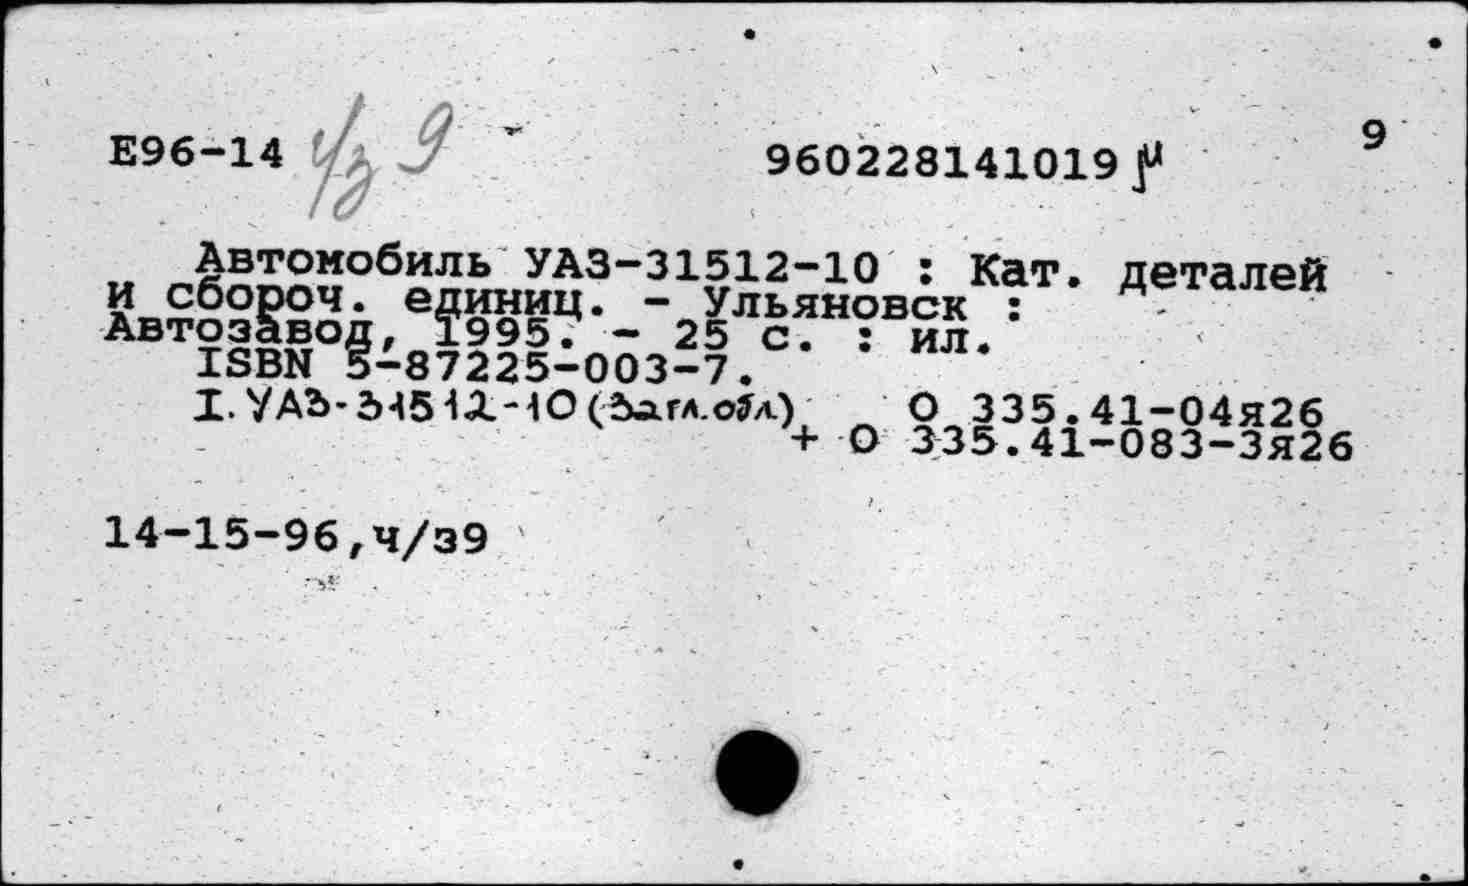 Е96-14 ч/з 9 960228141019 9
Автомобиль УАЗ-31512-10 : Кат. деталей
и сбороч. единиц. - Ульяновск :
Автозавод, 1995. - 25 с. : ил.
ISBN 5-87225-003-7.
I. УАЗ-31512-10 (Загл.обл.) О 335.41-04я26
+ О 335.41-083-3я26
14-15-96,ч/з9